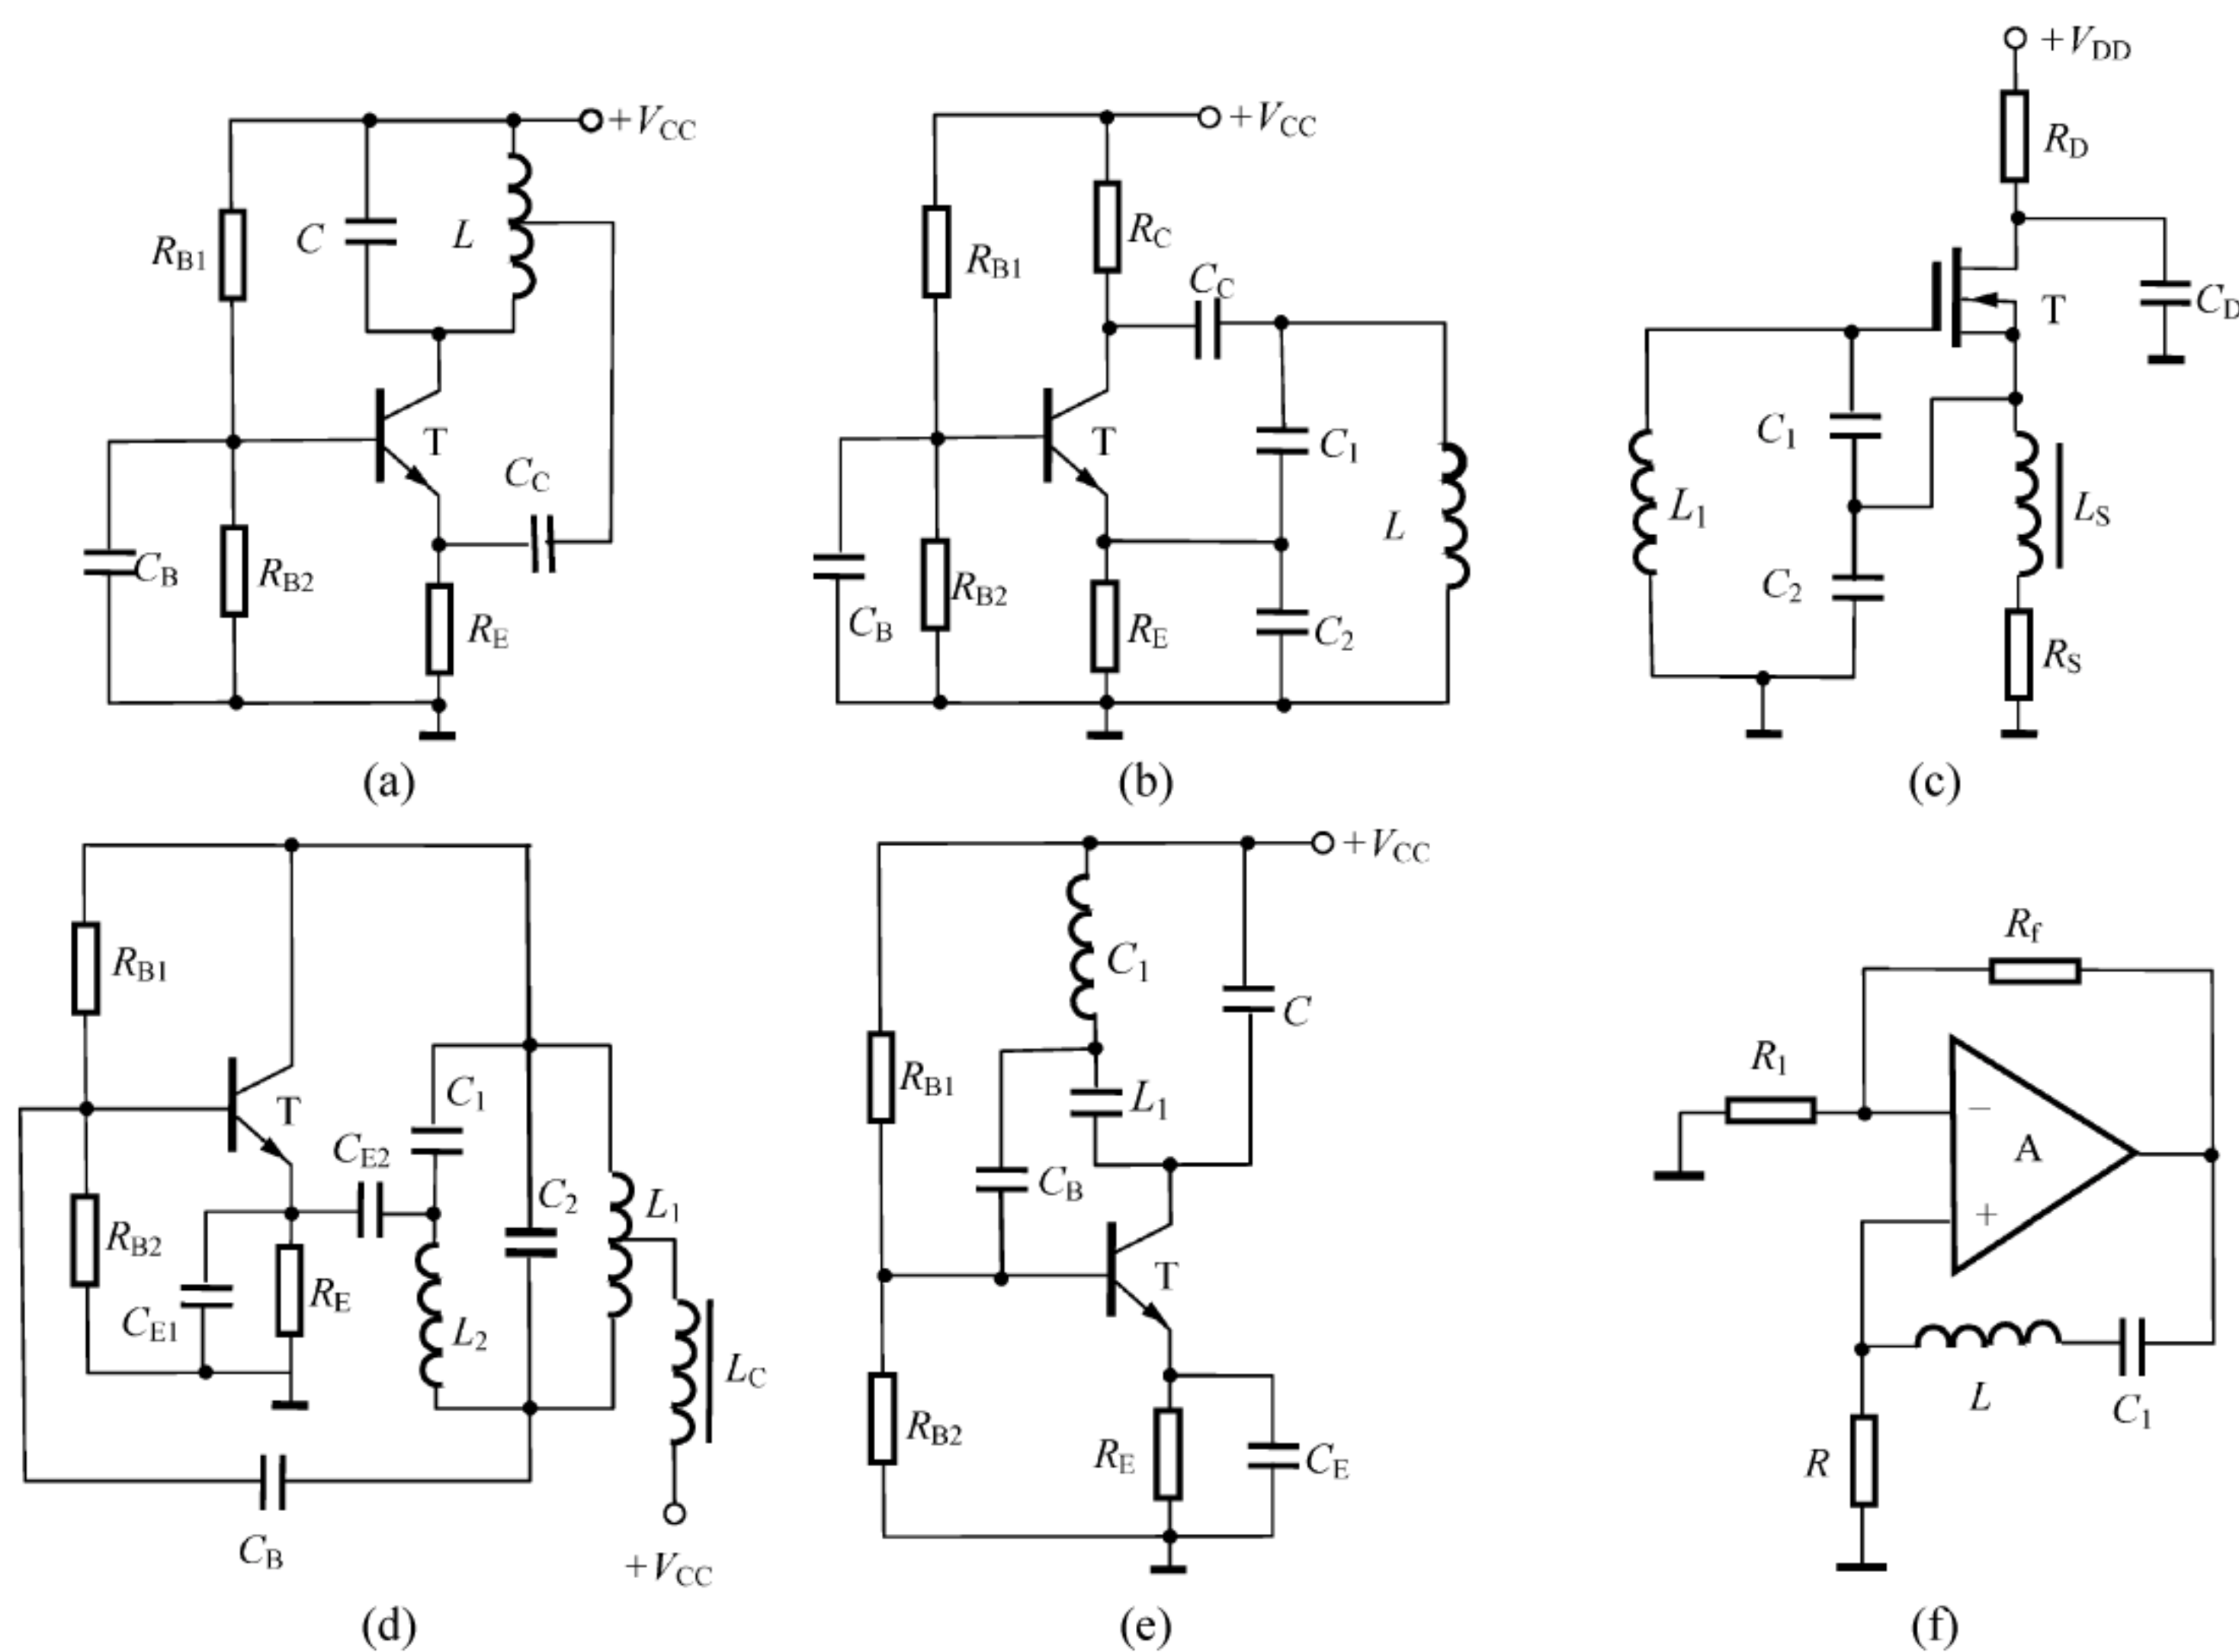 +VCC
RB1
C
L
T
CC
CB
RB2
RE
(a)
+VCC
RC
RB1
CC
T
C1
L
RB2
CB
RE
C2
(b)
+VDD
RD
T
CD
C1
L1
LS
C2
RS
(c)
RB1
C1
T
CE2
C2
L1
RB2
RE
CE1
L2
LC
CB
+VCC
(d)
+VCC
C1
C
RB1
L1
CB
T
RB2
RE
CE
(e)
Rf
R1
−
A
+
L
C1
R
(f)